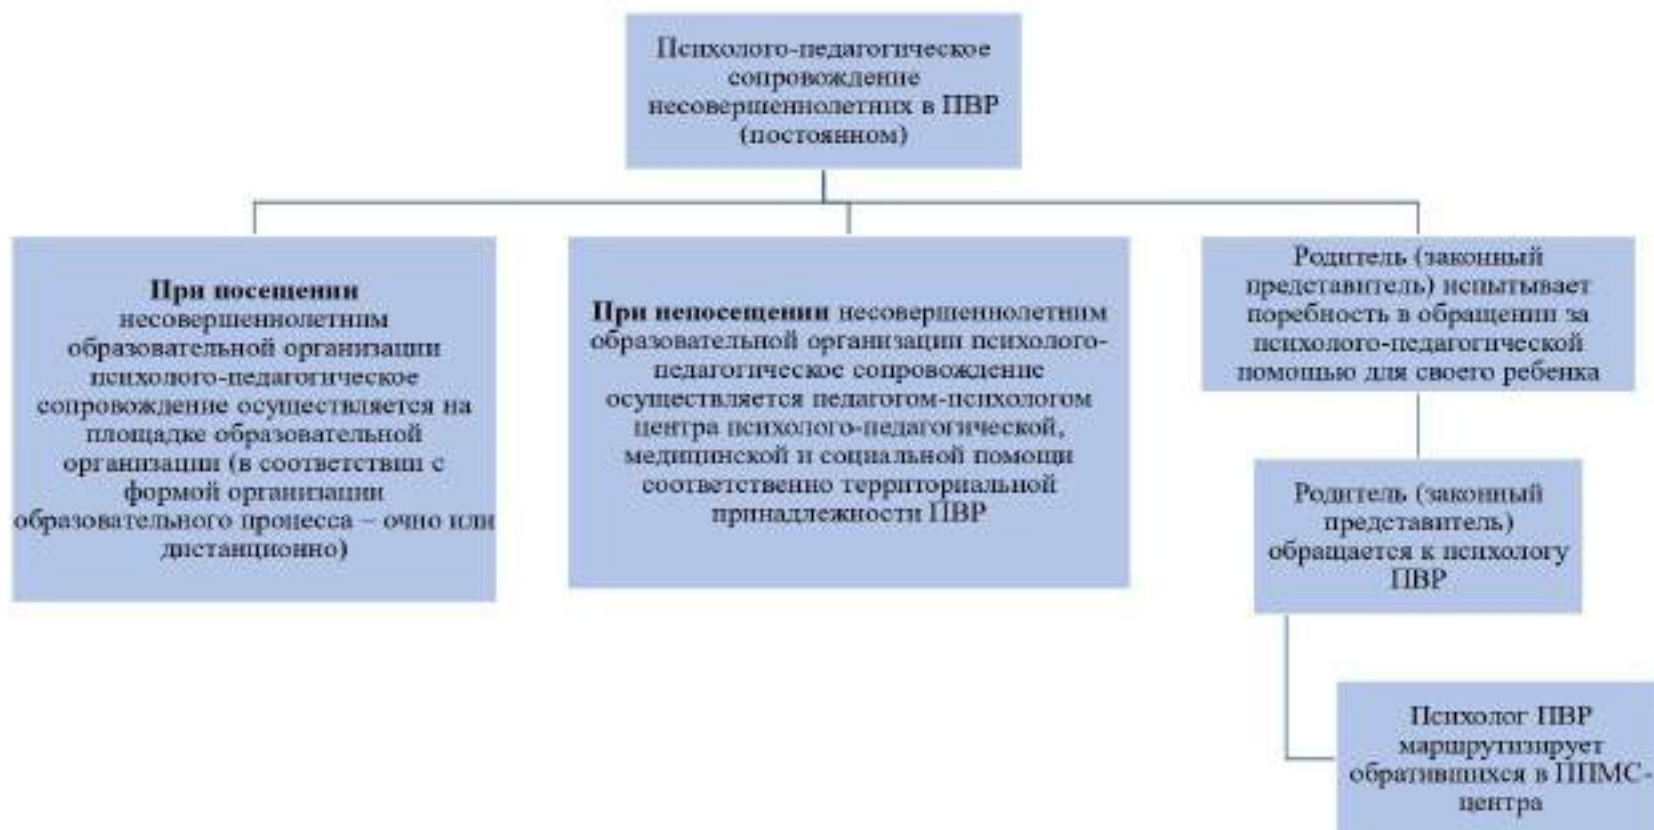 Психолого-педагогическое
сопровождение
несовершеннолетних в ПВР
(постоянном)
При посещении
несовершеннолетним
образовательной организации
психолого-педагогическое
сопровождение осуществляется на
площадке образовательной
организации (в соответствии с
формой организации
образовательного процесса – очно или
дистанционно)
При непосещении несовершеннолетним
образовательной организации психолого-
педагогическое сопровождение
осуществляется педагогом-психологом
центра психолого-педагогической,
медицинской и социальной помощи
соответственно территориальной
принадлежности ПВР
Родитель (законный
представитель) испытывает
поребность в обращении за
психолого-педагогической
помощью для своего ребенка
Родитель (законный
представитель)
обращается к психологу
ПВР
Психолог ПВР
маршрутизирует
обратившихся в ППМС-
центра